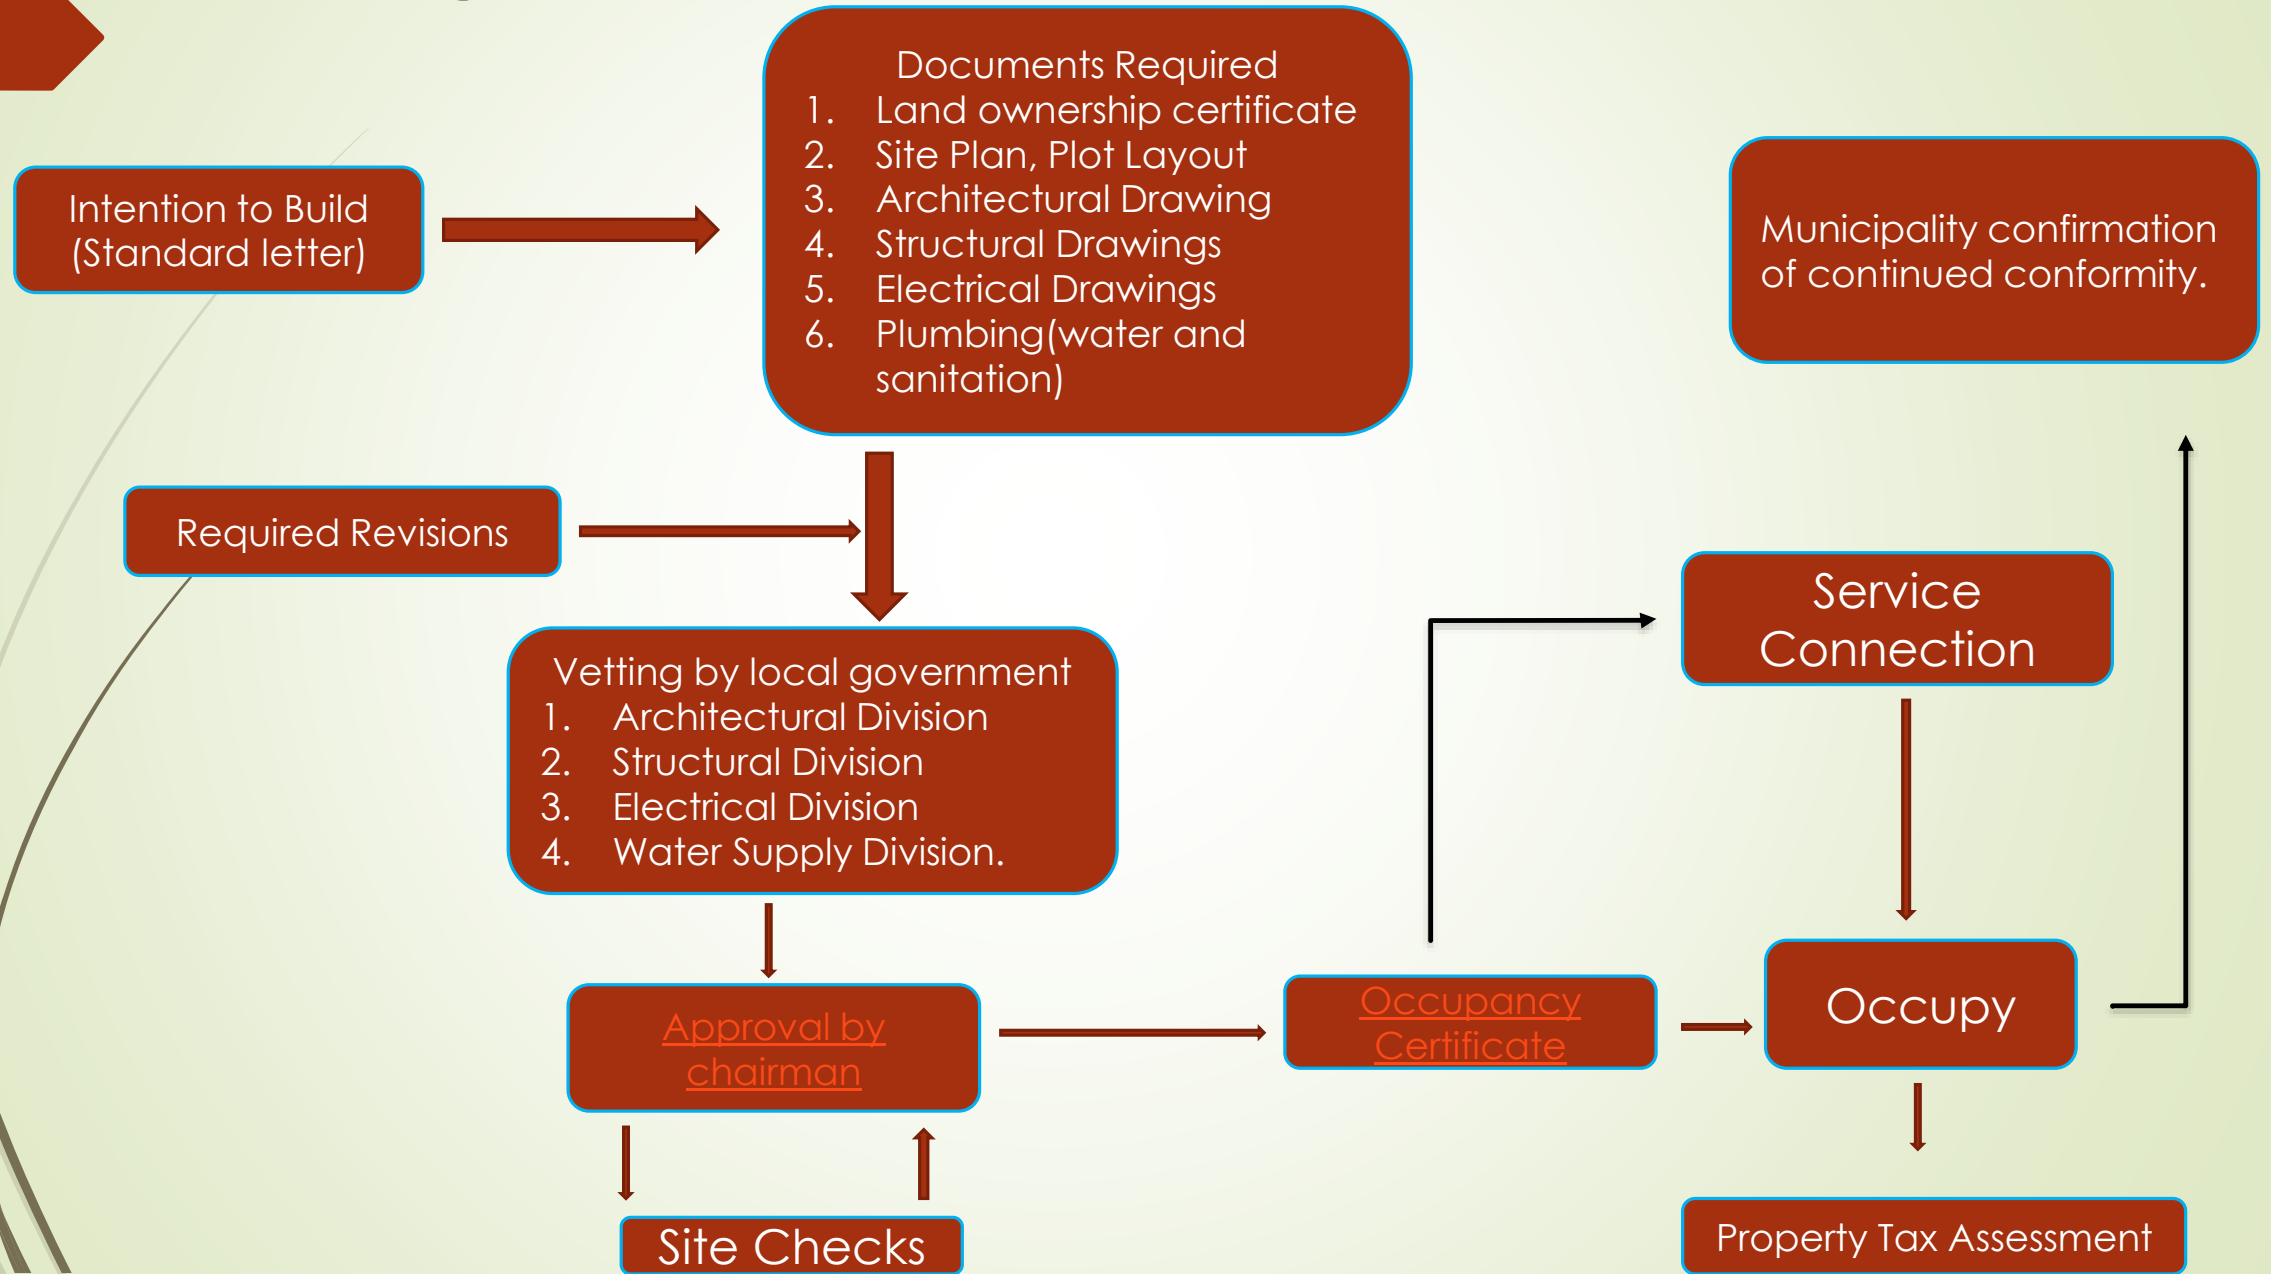 Intention to Build
(Standard letter)
Documents Required
1. Land ownership certificate
2. Site Plan, Plot Layout
3. Architectural Drawing
4. Structural Drawings
5. Electrical Drawings
6. Plumbing(water and
sanitation)
Municipality confirmation
of continued conformity.
Required Revisions
Vetting by local government
1. Architectural Division
2. Structural Division
3. Electrical Division
4. Water Supply Division.
Service
Connection
Approval by
chairman
Occupancy
Certificate
Occupy
Site Checks
Property Tax Assessment